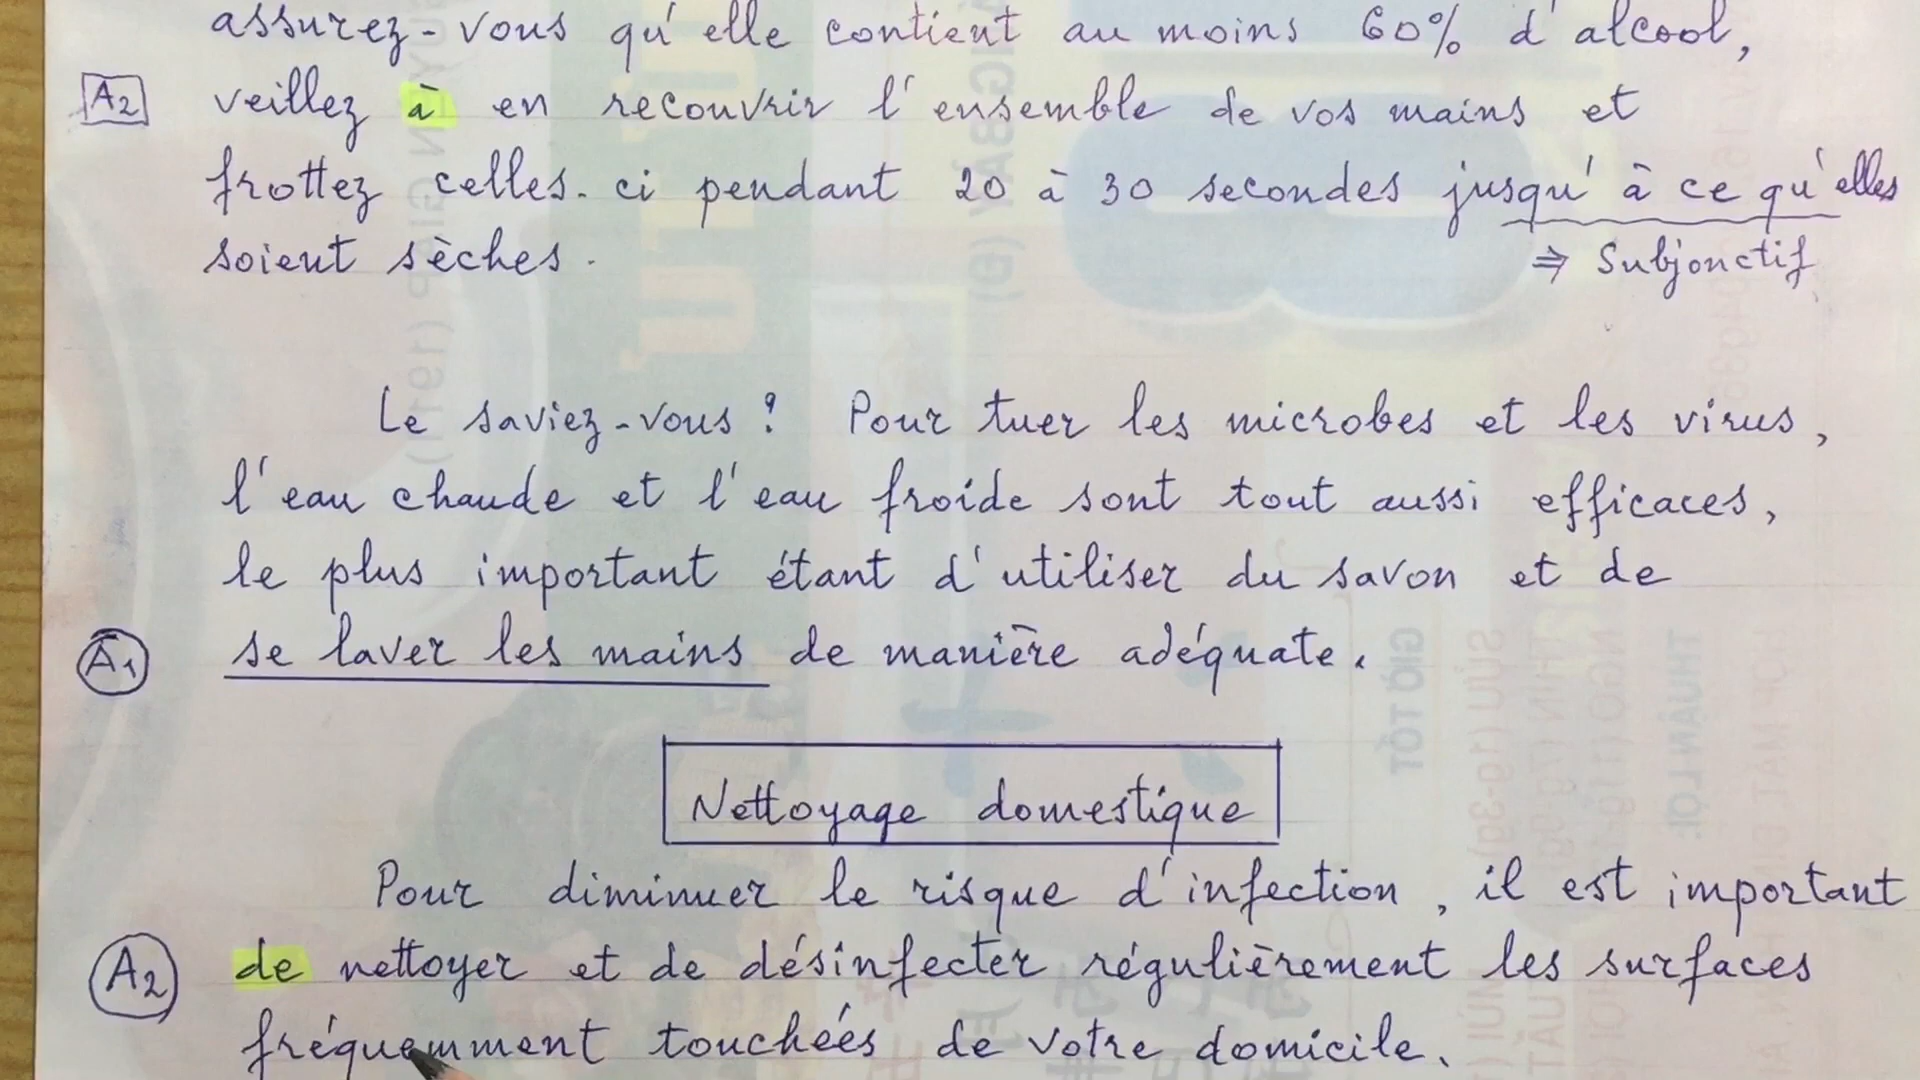 assurez-vous qu'elle contient au moins 60% d'alcool,
A2 veillez à en recouvrir l'ensemble de vos mains et
frottez celles-ci pendant 20 à 30 secondes jusqu'à ce qu'elles
soient sèches.
⇒ Subjonctif
Le saviez-vous ? Pour tuer les microbes et les virus,
l'eau chaude et l'eau froide sont tout aussi efficaces,
le plus important étant d'utiliser du savon et de
A1 se laver les mains de manière adéquate.
Nettoyage domestique
Pour diminuer le risque d'infection, il est important
A2 de nettoyer et de désinfecter régulièrement les surfaces
fréquemment touchées de votre domicile.